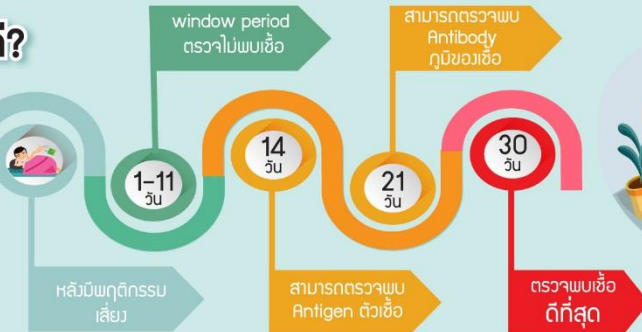 window period
ตรวจไม่พบเชื้อ
สามารถตรวจพบ
Antibody
ภูมิของเชื้อ
1-11
วัน
14
วัน
21
วัน
30
วัน
หลังมีพฤติกรรม
เสี่ยง
สามารถตรวจพบ
Antigen ตัวเชื้อ
ตรวจพบเชื้อ
ดีที่สุด